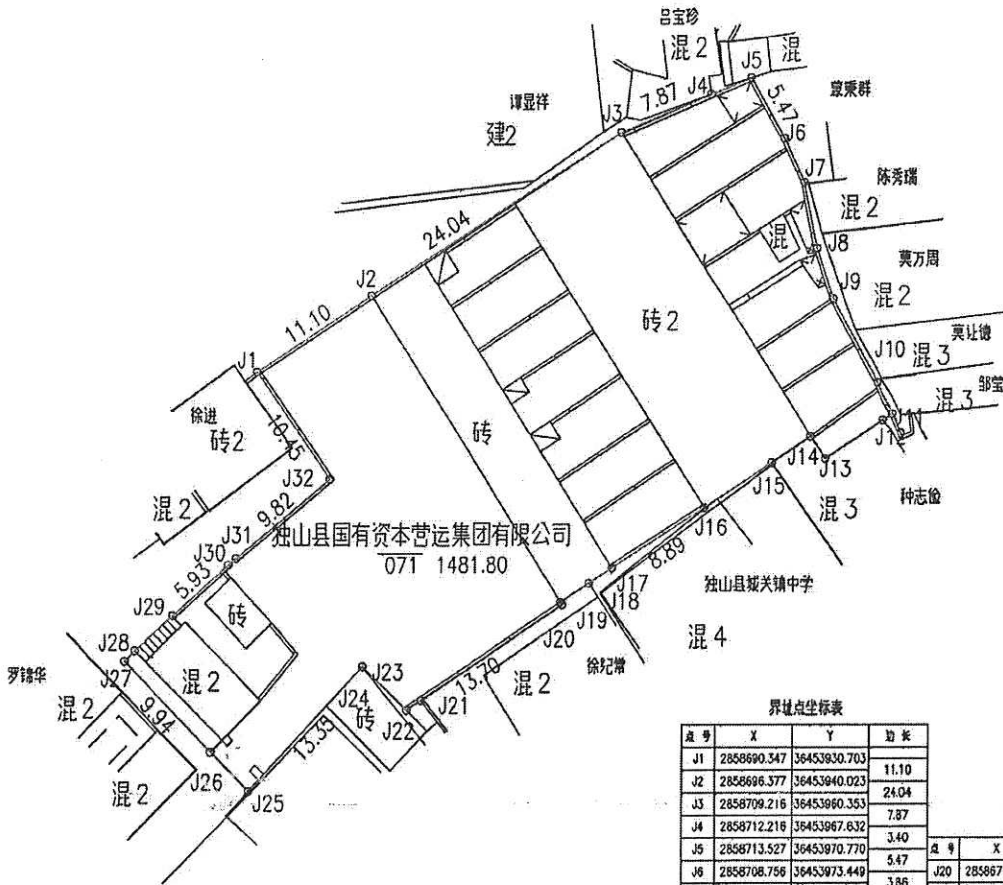 吕宝珍
混2
混
J5
J4
7.87
5.47
谭显祥
建2
J3
J6
J7
陈秀瑞
混2
混
J8
24.04
J2
莫万周
混2
J9
砖2
11.10
J1
莫让德
混3
J10
邹莹
混3
J11
J12
徐进
砖2
10.45
砖
J14
J13
J32
J15
种志俭
混3
混2
9.82
J16
J31
独山县国有资本营运集团有限公司
071 1481.80
J30
8.89
5.93
J17
独山县城关镇中学
J29
砖
J18
J19
J20
混4
J28
J27
罗锦华
混2
J23
徐纪常
混2
13.70
J24
砖
混2
9.94
J22
J21
13.35
J26
混2
J25
界址点坐标表
点号 X Y 边长
J1 2858690.347 36453930.703
11.10
J2 2858696.377 36453940.023
24.04
J3 2858709.216 36453960.353
7.87
J4 2858712.216 36453967.632
3.40
J5 2858713.527 36453970.770
5.47
J6 2858708.756 36453973.449
3.86
点号 X
J20 285867